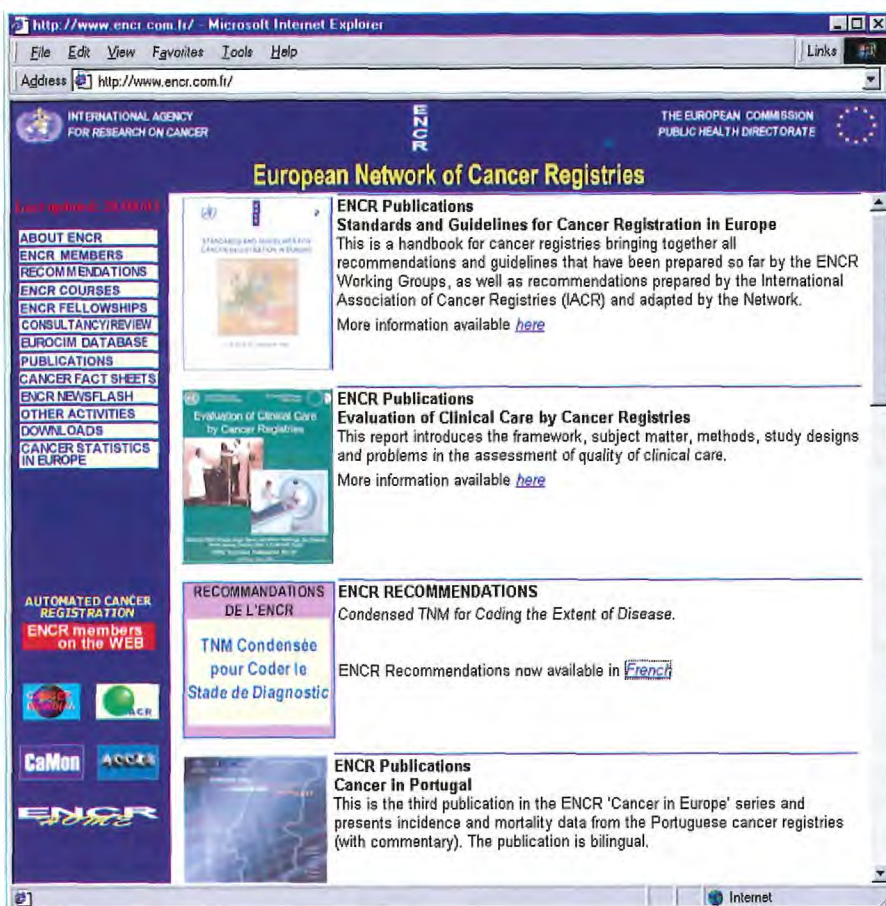 http://www.encr.com.fr/ - Microsoft Internet Explorer
File Edit View Favorites Tools Help
Links
Address http://www.encr.com.fr/
INTERNATIONAL AGENCY
FOR RESEARCH ON CANCER
ENCR
THE EUROPEAN COMMISSION
PUBLIC HEALTH DIRECTORATE
European Network of Cancer Registries
ABOUT ENCR
ENCR MEMBERS
RECOMMENDATIONS
ENCR COURSES
ENCR FELLOWSHIPS
CONSULTANCY/REVIEW
EUROCIM DATABASE
PUBLICATIONS
CANCER FACT SHEETS
ENCR NEWSFLASH
OTHER ACTIVITIES
DOWNLOADS
CANCER STATISTICS
IN EUROPE
AUTOMATED CANCER
REGISTRATION
ENCR members
on the WEB
CaMon
ENCR
HOME
STANDARDS AND GUIDELINES FOR
CANCER REGISTRATION IN EUROPE
ENCR Publications
Standards and Guidelines for Cancer Registration in Europe
This is a handbook for cancer registries bringing together all
recommendations and guidelines that have been prepared so far by the ENCR
Working Groups, as well as recommendations prepared by the International
Association of Cancer Registries (IACR) and adapted by the Network.
More information available here
Evaluation of Clinical Care
by Cancer Registries
ENCR Publications
Evaluation of Clinical Care by Cancer Registries
This report introduces the framework, subject matter, methods, study designs
and problems in the assessment of quality of clinical care.
More information available here
RECOMMANDATIONS
DE L'ENCR
TNM Condensée
pour Coder le
Stade de Diagnostic
ENCR RECOMMENDATIONS
Condensed TNM for Coding the Extent of Disease.
ENCR Recommendations now available in French
ENCR Publications
Cancer in Portugal
This is the third publication in the ENCR 'Cancer in Europe' series and
presents incidence and mortality data from the Portuguese cancer registries
(with commentary). The publication is bilingual.
Internet